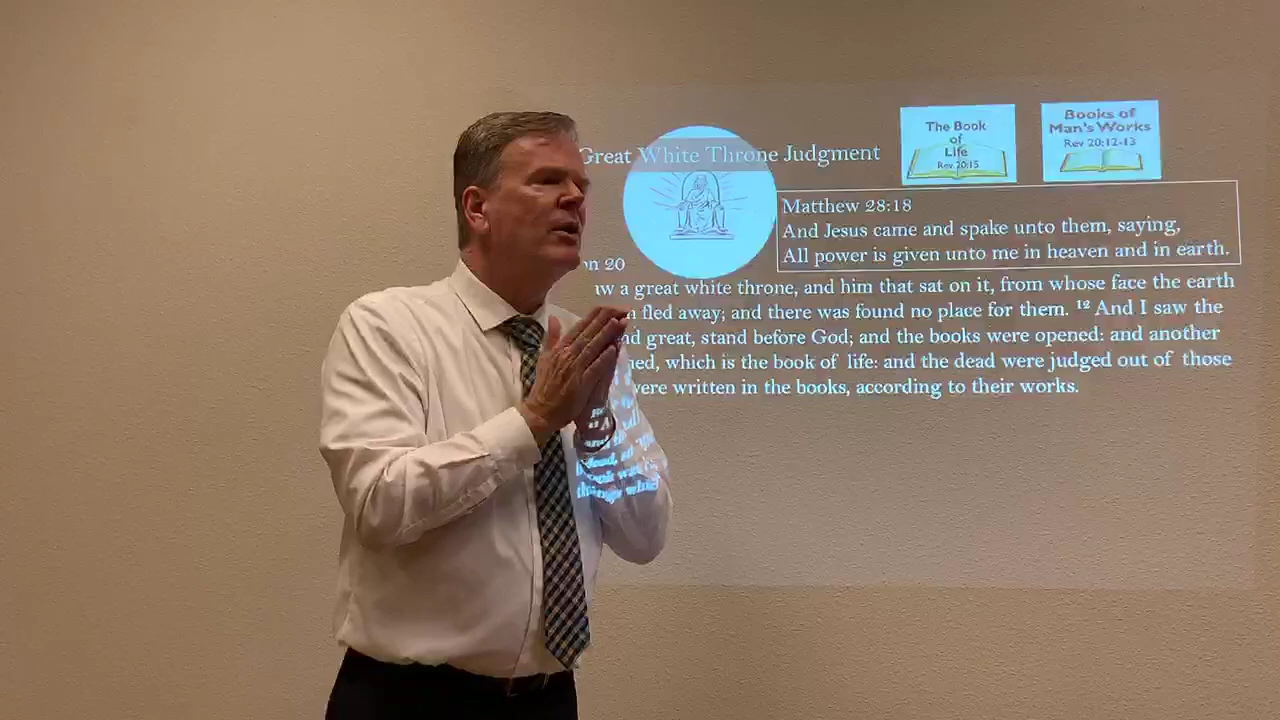 Great White Throne Judgment
The Book
of
Life
Rev 20:15
Books of
Man's Works
Rev 20:12-13
Matthew 28:18
And Jesus came and spake unto them, saying,
All power is given unto me in heaven and in earth.
on 20
w a great white throne, and him that sat on it, from whose face the earth
fled away; and there was found no place for them. ¹² And I saw the
nd great, stand before God; and the books were opened: and another
ned, which is the book of life: and the dead were judged out of those
were written in the books, according to their works.